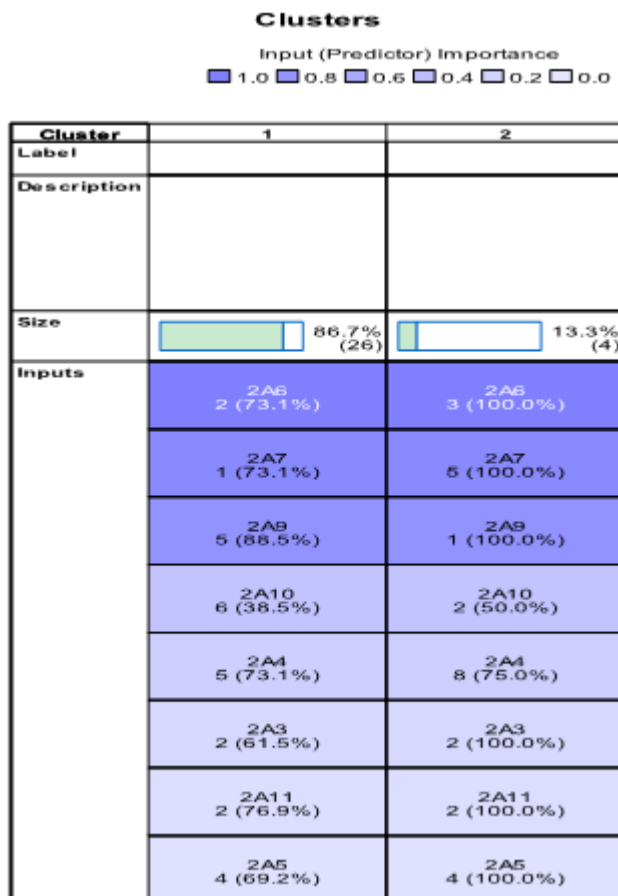 Clusters
Input (Predictor) Importance
1.0 0.8 0.6 0.4 0.2 0.0
Cluster 1 2
Label
Description
Size 86.7% (26) 13.3% (4)
Inputs
2A6 2A6
2 (73.1%) 3 (100.0%)
2A7 2A7
1 (73.1%) 5 (100.0%)
2A9 2A9
5 (88.5%) 1 (100.0%)
2A10 2A10
6 (38.5%) 2 (50.0%)
2A4 2A4
5 (73.1%) 8 (75.0%)
2A3 2A3
2 (61.5%) 2 (100.0%)
2A11 2A11
2 (76.9%) 2 (100.0%)
2A5 2A5
4 (69.2%) 4 (100.0%)